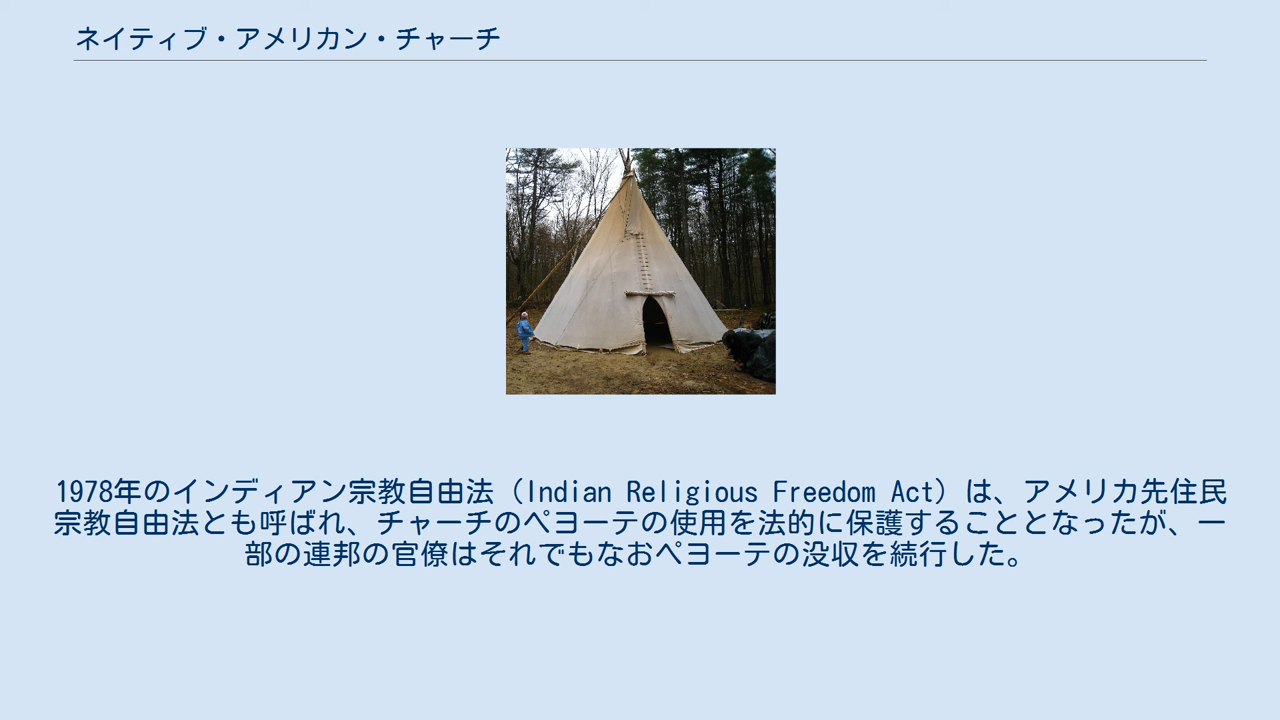 ネイティブ・アメリカン・チャーチ
1978年のインディアン宗教自由法（Indian Religious Freedom Act）は、アメリカ先住民
宗教自由法とも呼ばれ、チャーチのペヨーテの使用を法的に保護することとなったが、一
部の連邦の官僚はそれでもなおペヨーテの没収を続行した。